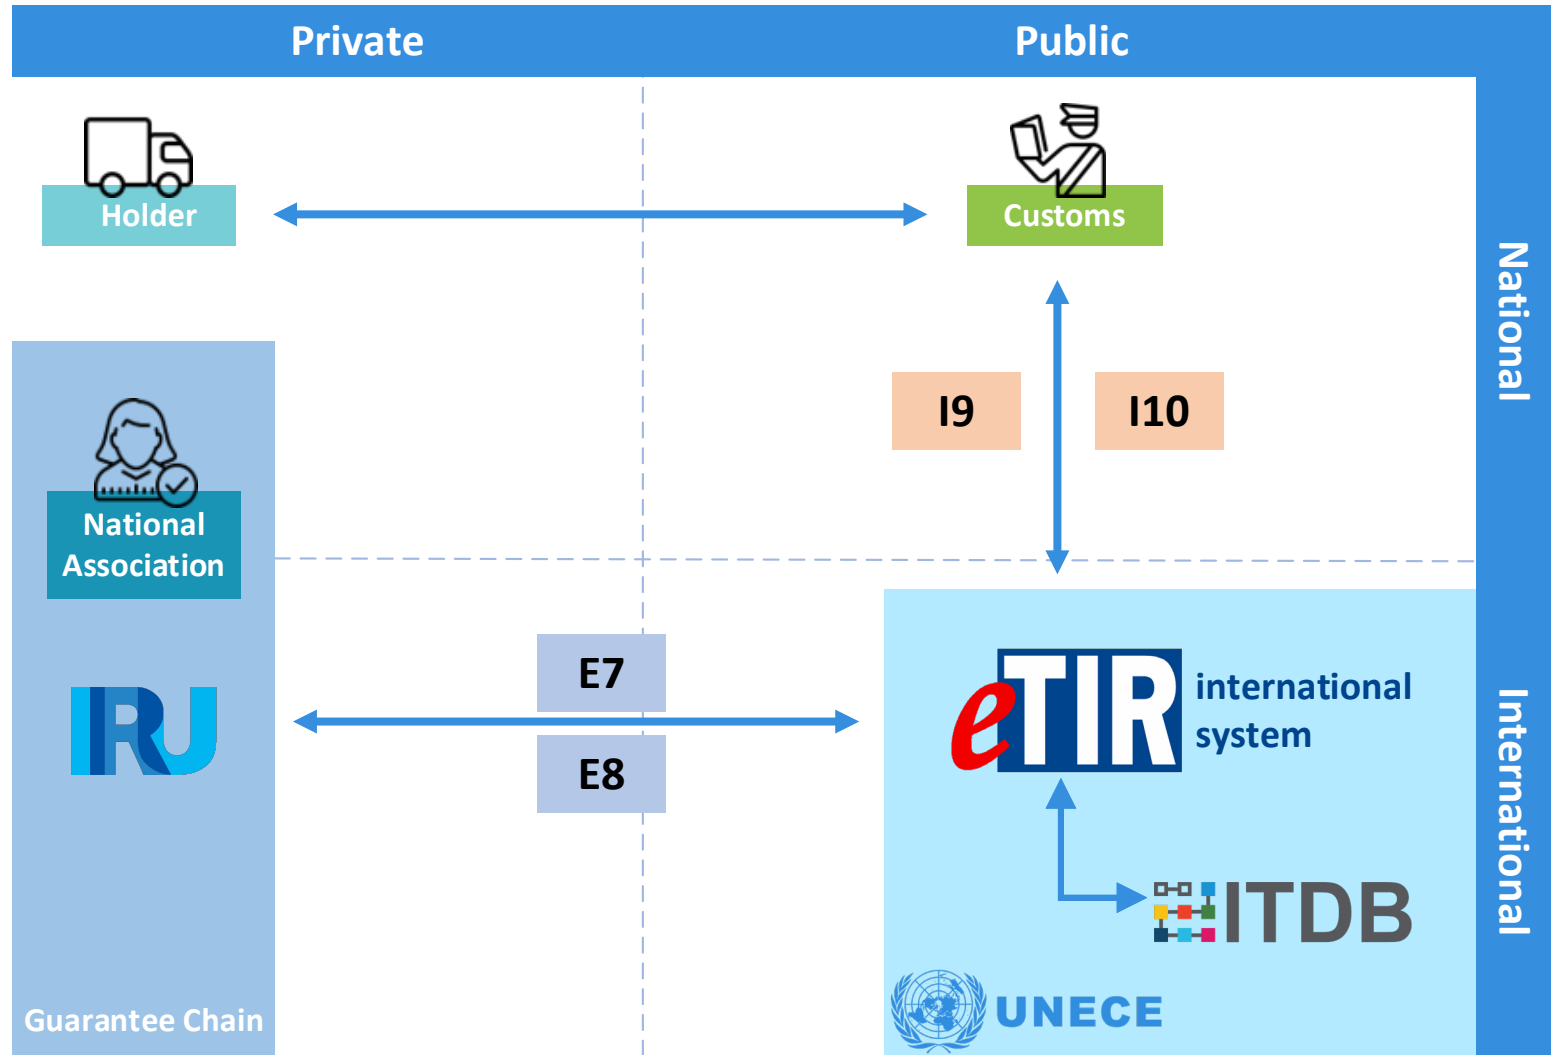 Private
Public
Holder
Customs
National
I9
I10
National
Association
E7
E8
IRU
eTIR
international
system
International
ITDB
UNECE
Guarantee Chain